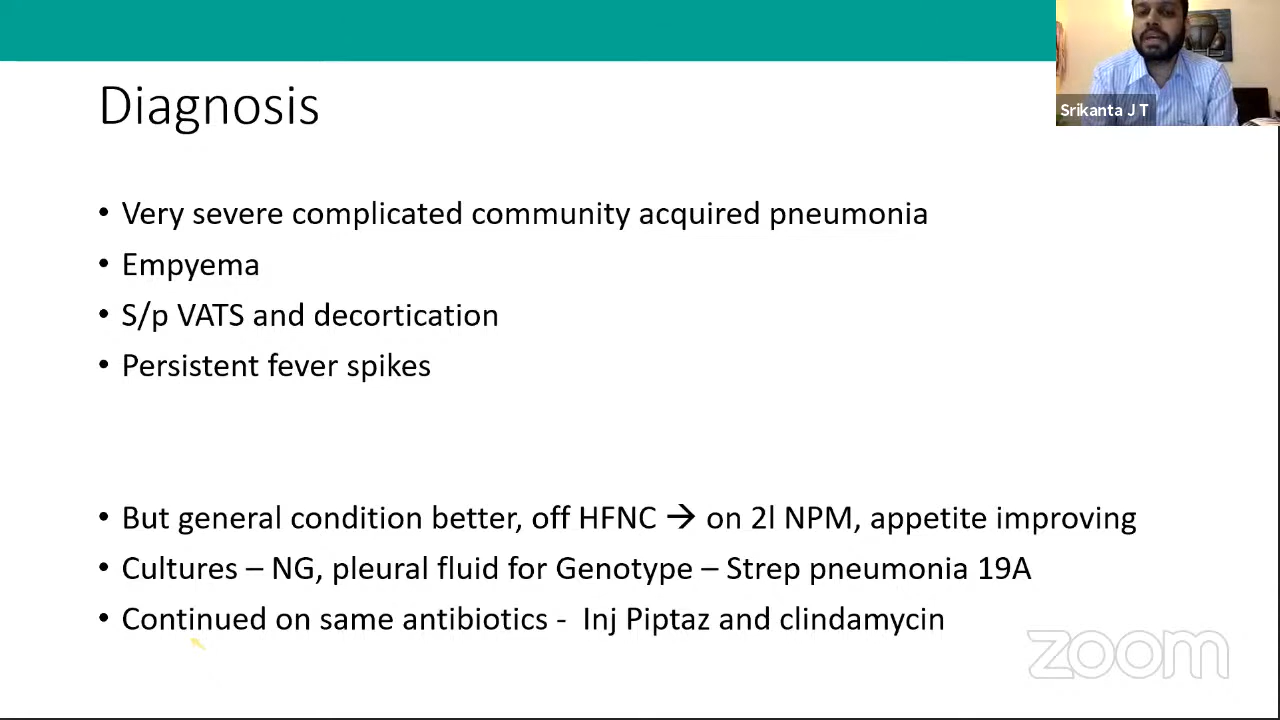 Srikanta J T
Diagnosis
• Very severe complicated community acquired pneumonia
• Empyema
• S/p VATS and decortication
• Persistent fever spikes
• But general condition better, off HFNC → on 2l NPM, appetite improving
• Cultures – NG, pleural fluid for Genotype – Strep pneumonia 19A
• Continued on same antibiotics - Inj Piptaz and clindamycin
zoom